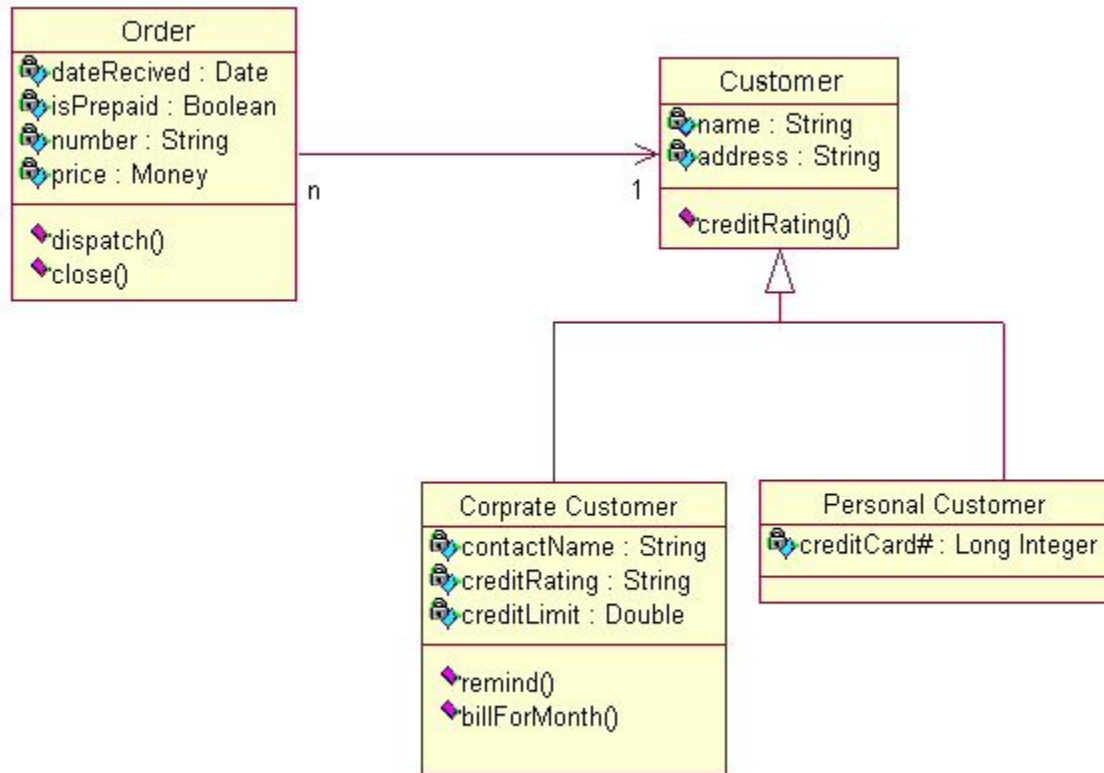 Order
dateRecived : Date
isPrepaid : Boolean
number : String
price : Money
dispatch()
close()
n
1
Customer
name : String
address : String
creditRating()
Corprate Customer
contactName : String
creditRating : String
creditLimit : Double
remind()
billForMonth()
Personal Customer
creditCard# : Long Integer